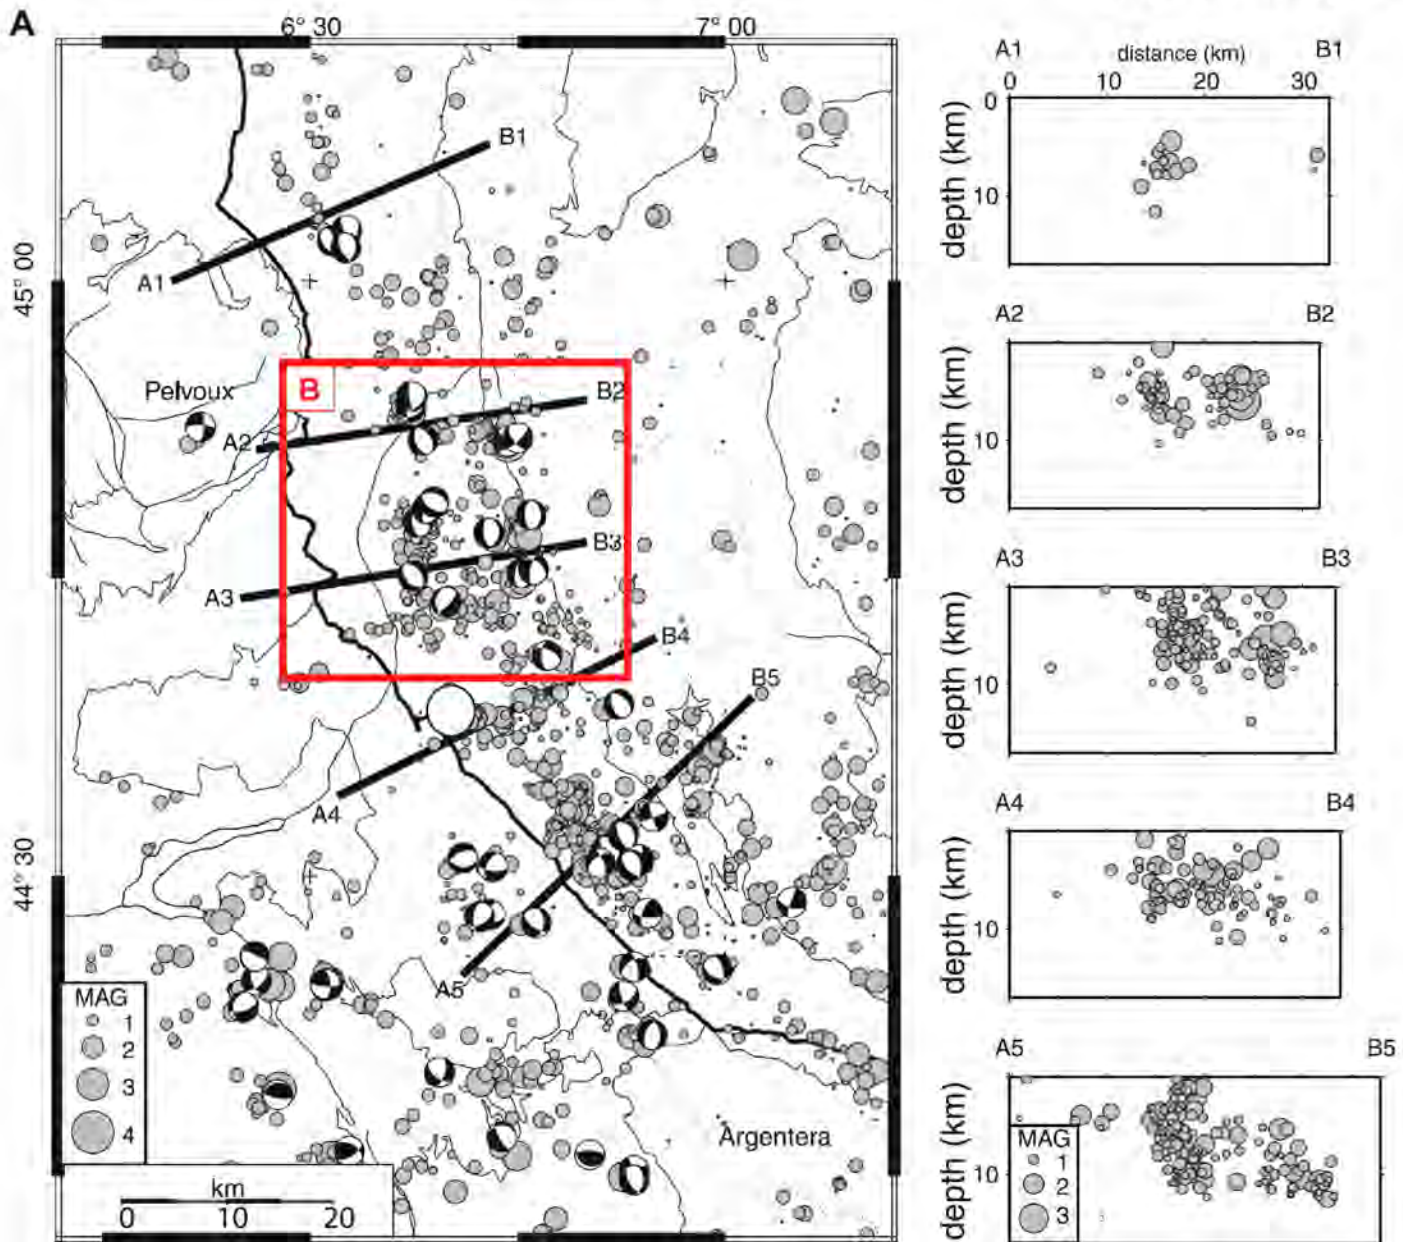 A
6° 30
7° 00
45° 00
44° 30
B1
A1
Pelvoux
B
B2
A2
B3
A3
B4
B5
A4
A5
Argentera
MAG
1
2
3
4
km
0 10 20
A1 distance (km) B1
0 10 20 30
0
10
depth (km)
A2 B2
10
depth (km)
A3 B3
10
depth (km)
A4 B4
10
depth (km)
A5 B5
10
depth (km)
MAG
1
2
3